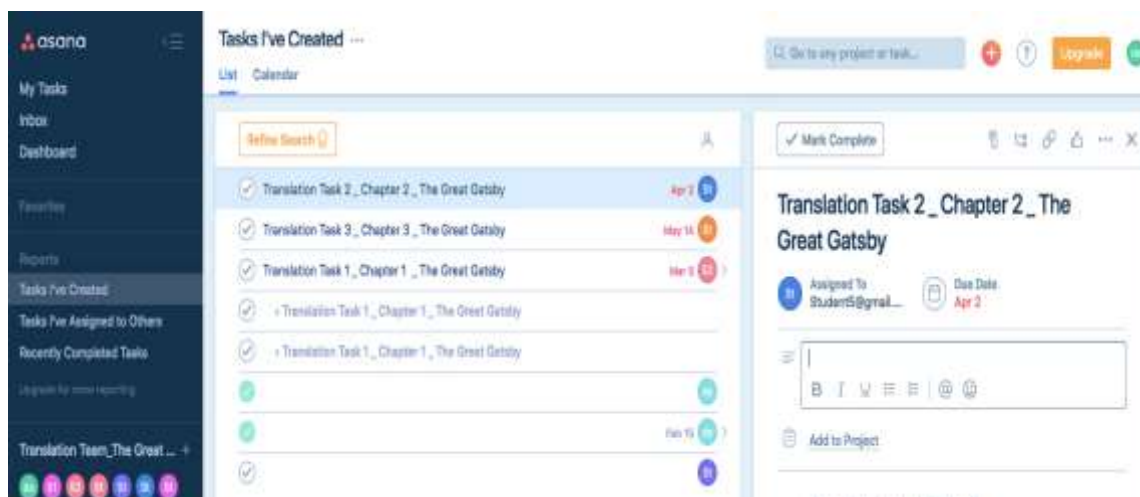 asana
My Tasks
Inbox
Dashboard
Favorites
Reports
Tasks I've Created
Tasks I've Assigned to Others
Recently Completed Tasks
Upgrade for more reporting
Translation Team_The Great ... +
Tasks I've Created ...
List Calendar
Go to any project or task...
Upgrade
Refine Search
Translation Task 2 _ Chapter 2 _ The Great Gatsby Apr 2
Translation Task 3 _ Chapter 3 _ The Great Gatsby May 14
Translation Task 1 _ Chapter 1 _ The Great Gatsby
‹ Translation Task 1 _ Chapter 1 _ The Great Gatsby
‹ Translation Task 1 _ Chapter 1 _ The Great Gatsby
Feb 15
✓ Mark Complete
Translation Task 2 _ Chapter 2 _ The
Great Gatsby
Assigned To
Student5@gmail....
Due Date
Apr 2
B I U
Add to Project